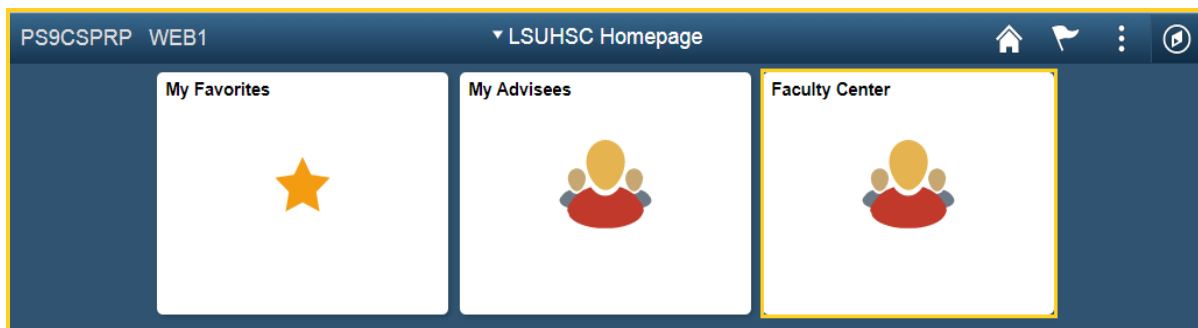 PS9CSPRP WEB1
LSUHSC Homepage
My Favorites
My Advisees
Faculty Center